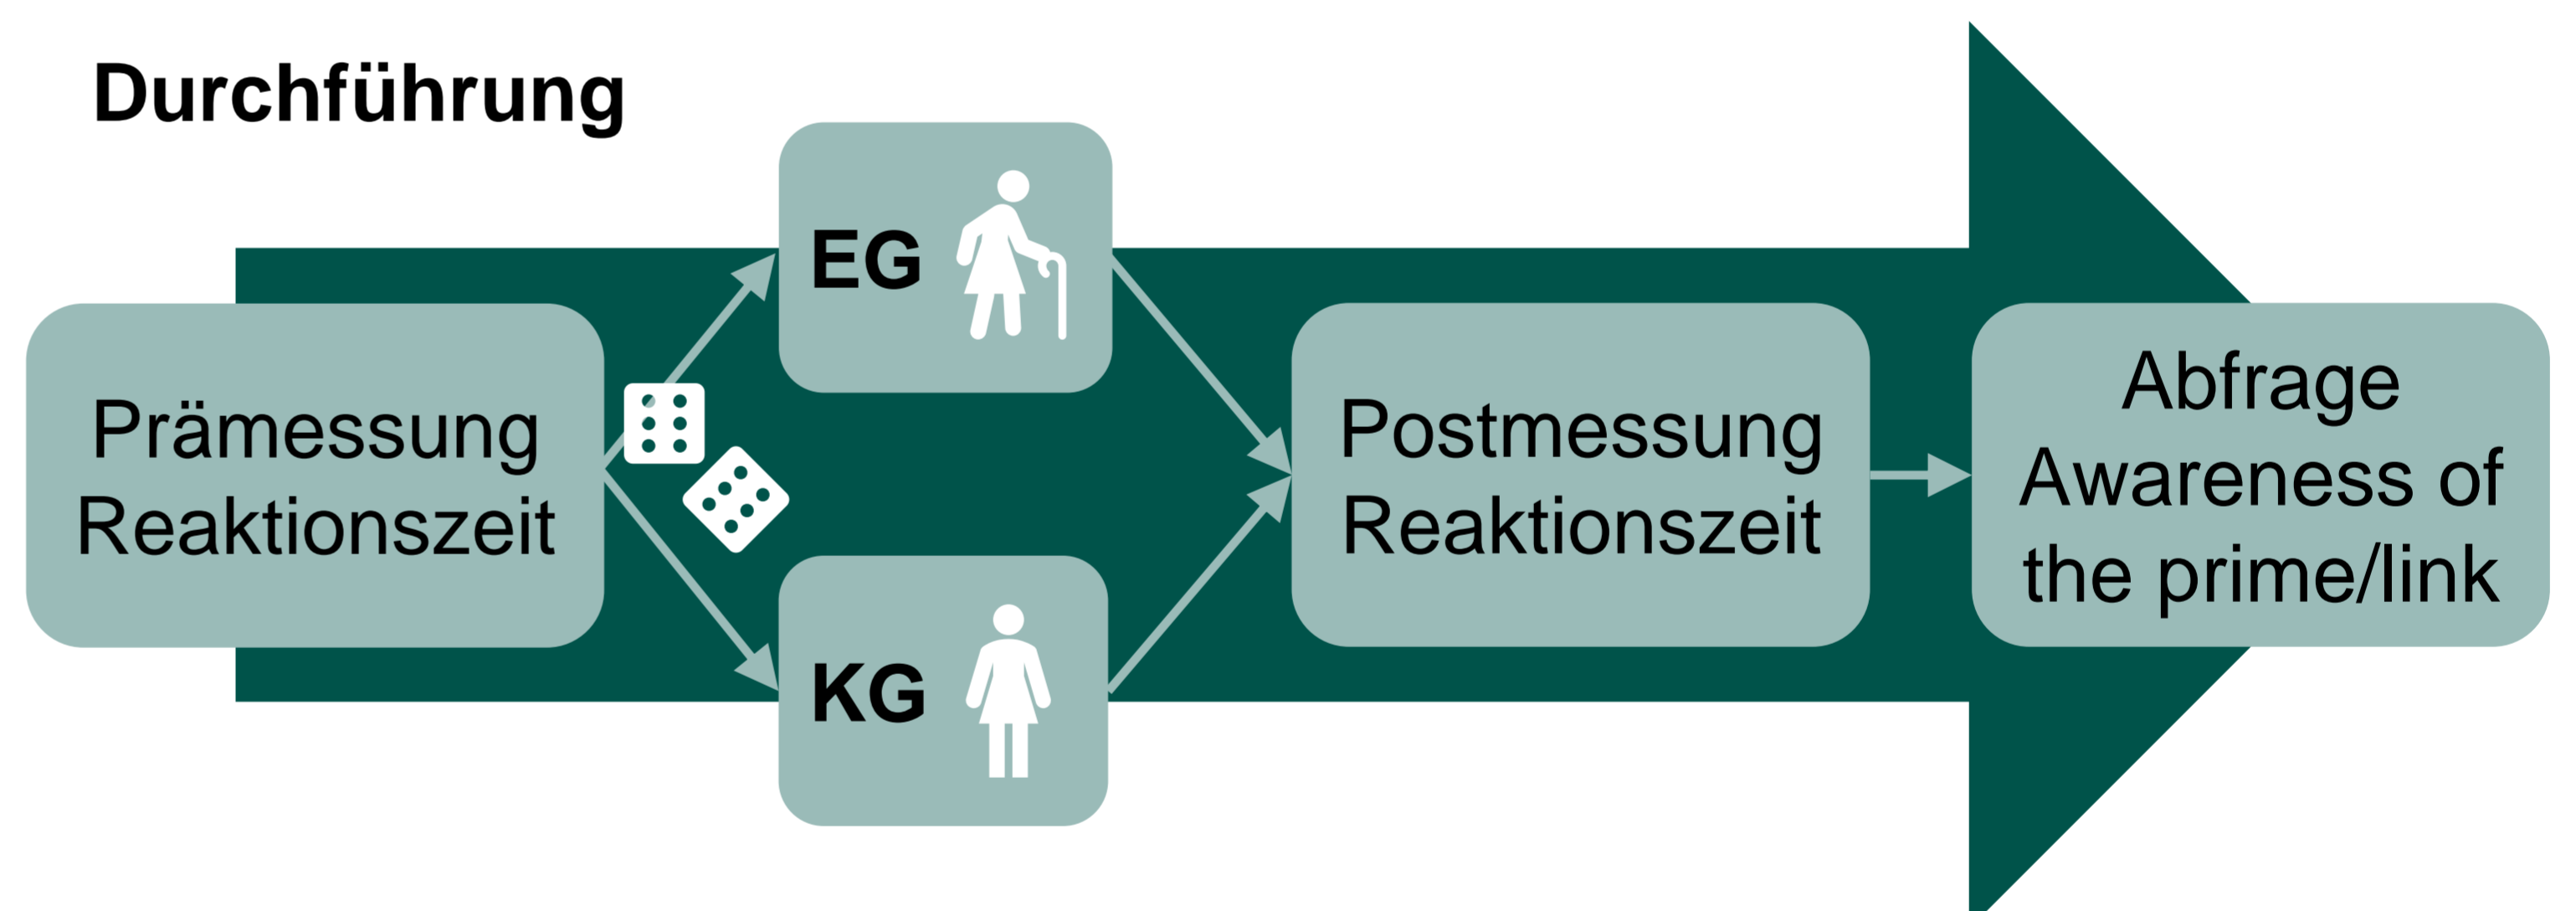 Durchführung
Prämessung
Reaktionszeit
EG
KG
Postmessung
Reaktionszeit
Abfrage
Awareness of
the prime/link